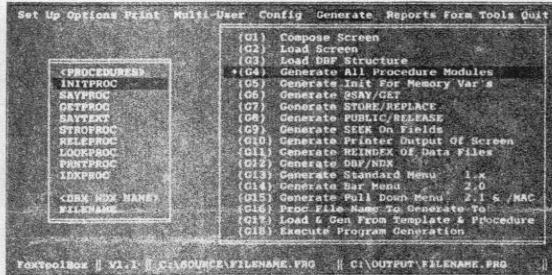 Set Up Options Print Multi-User Config Generate Reports Form Tools Quit
(G1) Compose Screen
(G2) Load Screen
(G3) Load DBF Structure
(G4) Generate All Procedure Modules
(G5) Generate Init For Memory Var's
(G6) Generate @SAY/GET
(G7) Generate STORE/REPLACE
(G8) Generate PUBLIC/RELEASE
(G9) Generate SEEK On Fields
(G10) Generate Printer Output Of Screen
(G11) Generate REINDEX Of Data Files
(G12) Generate DBF/NDX
(G13) Generate Standard Menu 1.x
(G14) Generate Bar Menu 2.0
(G15) Generate Pull Down Menu 2.1 & /MAC
(G16) Proc File Name To Generate To
(G17) Load & Gen From Template & Procedure
(G18) Execute Program Generation
<PROCEDURES>
INITPROC
SAYPROC
GETPROC
SAYTEXT
STROPROC
RELEPROC
LOOKPROC
PRNTPROC
IDXPROC
<DBX NDX NAME>
FILENAME
FoxToolBox || V1.1 || C:\SOURCE\FILENAME.FRG || C:\OUTPUT\FILENAME.PRG